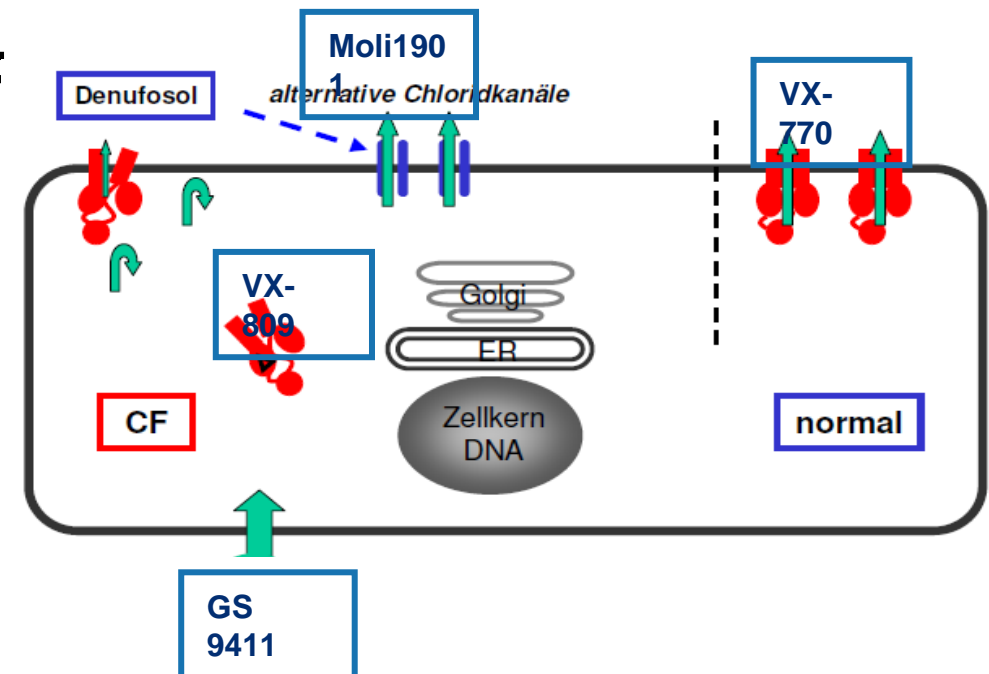 Moli190
1
Denufosol
alternative Chloridkanäle
VX-
770
VX-
809
Golgi
ER
Zellkern
DNA
CF
normal
GS
9411